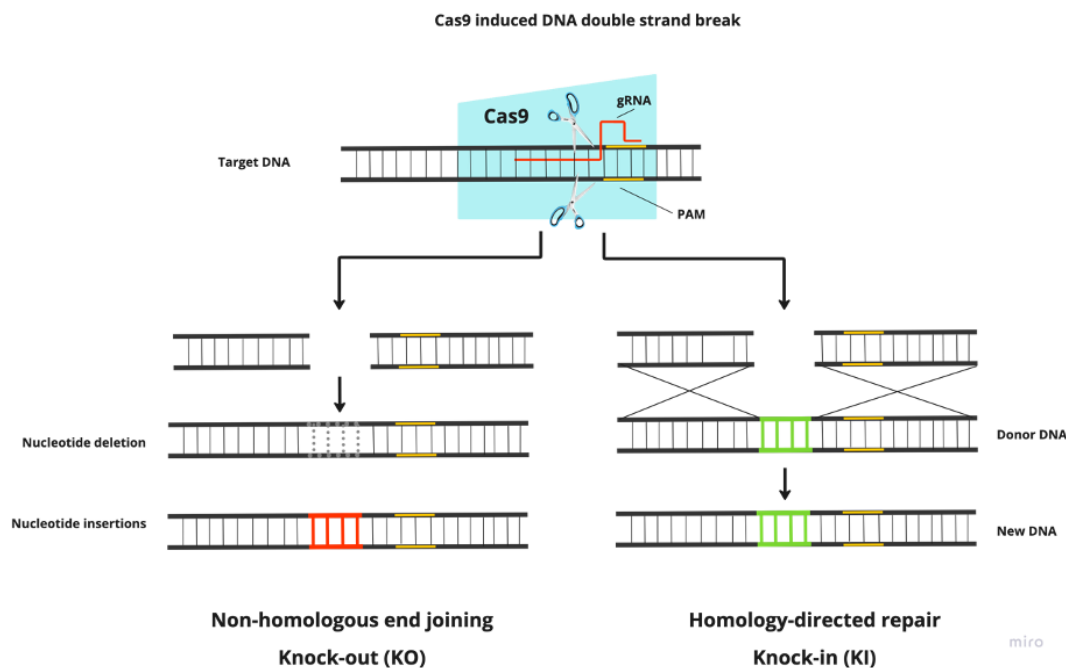 Cas9 induced DNA double strand break
Cas9
gRNA
Target DNA
PAM
Nucleotide deletion
Donor DNA
Nucleotide insertions
New DNA
Non-homologous end joining
Knock-out (KO)
Homology-directed repair
Knock-in (KI)
miro